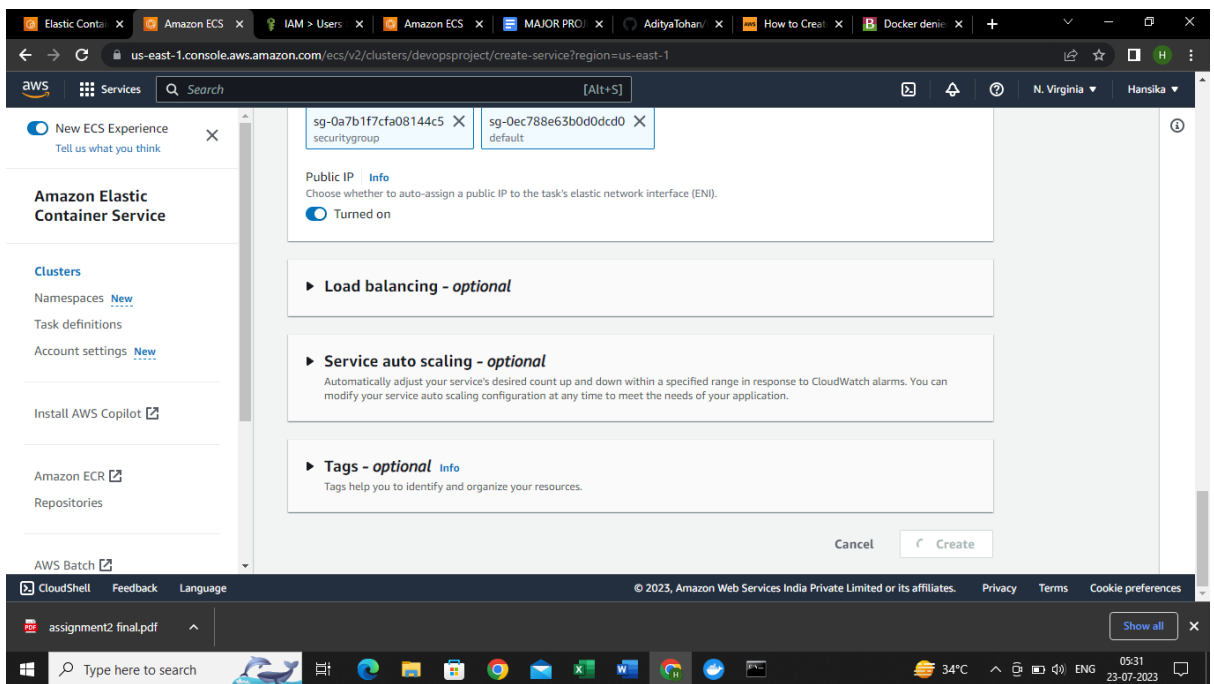 Elastic Contai
Amazon ECS
IAM > Users
Amazon ECS
MAJOR PRO
AdityaTohan/
How to Creat
Docker denie
us-east-1.console.aws.amazon.com/ecs/v2/clusters/devopsproject/create-service?region=us-east-1
H
aws
Services
Search
[Alt+S]
N. Virginia
Hansika
New ECS Experience
Tell us what you think
Amazon Elastic
Container Service
Clusters
Namespaces New
Task definitions
Account settings New
Install AWS Copilot
Amazon ECR
Repositories
AWS Batch
sg-0a7b1f7cfa08144c5
securitygroup
sg-0ec788e63b0d0dcd0
default
Public IP Info
Choose whether to auto-assign a public IP to the task's elastic network interface (ENI).
Turned on
Load balancing - optional
Service auto scaling - optional
Automatically adjust your service's desired count up and down within a specified range in response to CloudWatch alarms. You can
modify your service auto scaling configuration at any time to meet the needs of your application.
Tags - optional Info
Tags help you to identify and organize your resources.
Cancel
Create
CloudShell
Feedback
Language
© 2023, Amazon Web Services India Private Limited or its affiliates.
Privacy
Terms
Cookie preferences
assignment2 final.pdf
Show all
Type here to search
34°C
ENG
05:31
23-07-2023